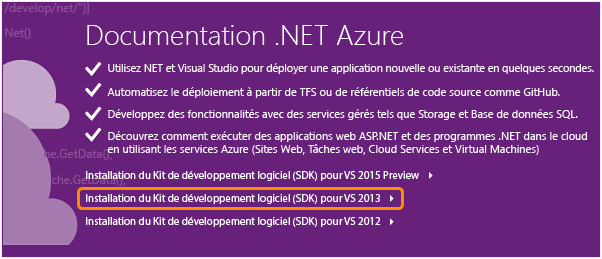 /develop/net/")]
Net()
Documentation .NET Azure
Utilisez NET et Visual Studio pour déployer une application nouvelle ou existante en quelques secondes.
Automatisez le déploiement à partir de TFS ou de référentiels de code source comme GitHub.
Développez des fonctionnalités avec des services gérés tels que Storage et Base de données SQL.
Découvrez comment exécuter des applications web ASP.NET et des programmes .NET dans le cloud
en utilisant les services Azure (Sites Web, Tâches web, Cloud Services et Virtual Machines)
che.GetData();
Installation du Kit de développement logiciel (SDK) pour VS 2015 Preview
che.GetData();
Installation du Kit de développement logiciel (SDK) pour VS 2013
Installation du Kit de développement logiciel (SDK) pour VS 2012